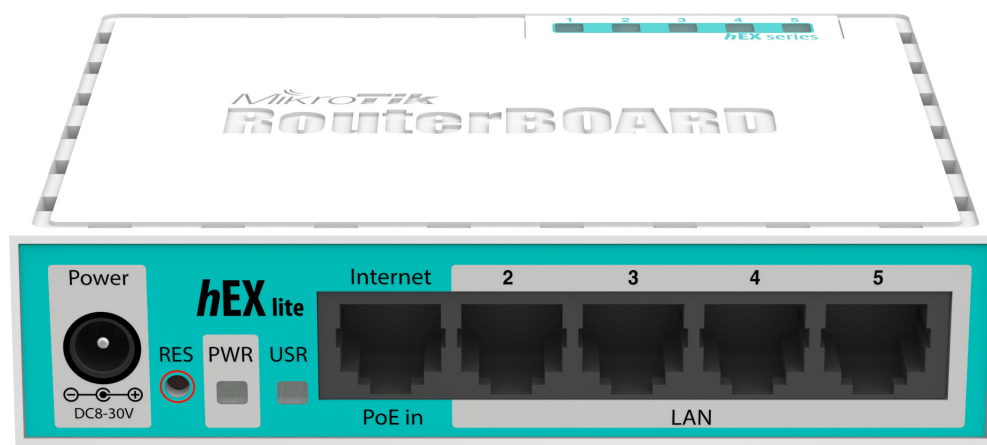 1 2 3 4 5
hEX series
MikroTik
RouterBOARD
Power
Internet 2 3 4 5
hEX lite
RES PWR USR
DC8-30V
PoE in LAN